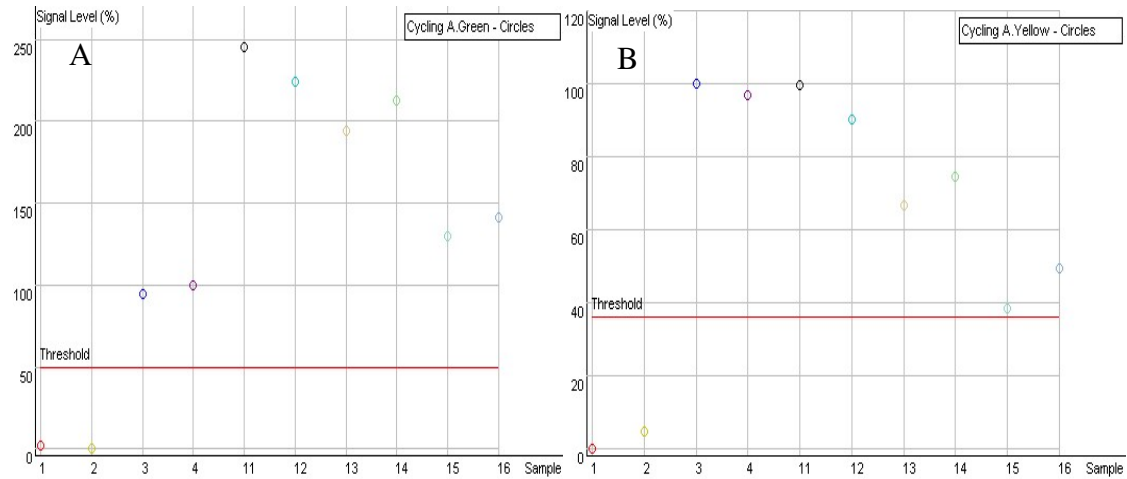 Signal Level (%)
Cycling A.Green - Circles
A
250
200
150
100
Threshold
50
0
1 2 3 4 11 12 13 14 15 16 Sample
120
Signal Level (%)
Cycling A.Yellow - Circles
B
100
80
60
Threshold
40
20
0
1 2 3 4 11 12 13 14 15 16 Sample